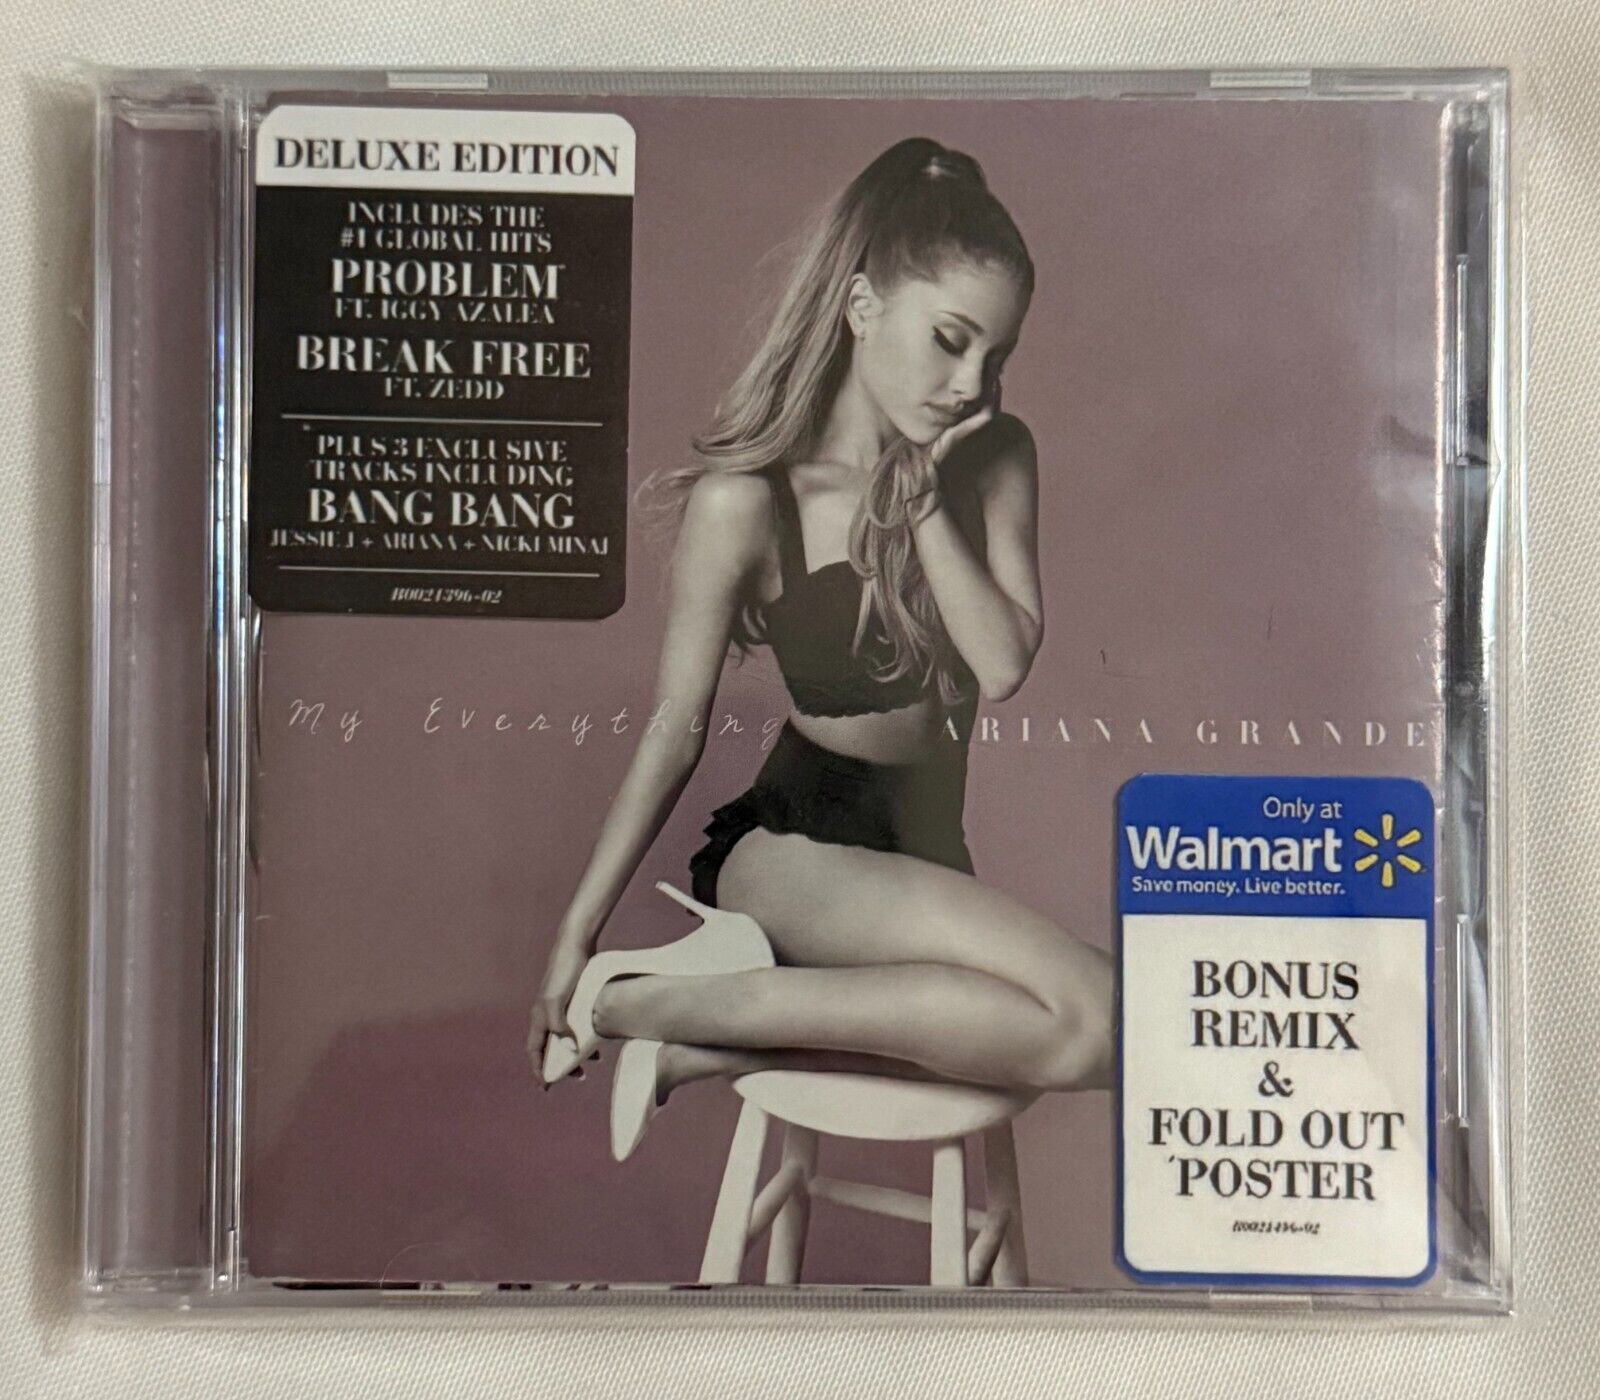 DELUXE EDITION
INCLUDES THE
#1 GLOBAL HITS
PROBLEM
FT. IGGY AZALEA
BREAK FREE
FT. ZEDD
PLUS 3 EXCLUSIVE
TRACKS INCLUDING
BANG BANG
JESSIE J + ARIANA + NICKI MINAJ
My Everything
ARIANA GRANDE
Only at
Walmart
Save money. Live better.
BONUS
REMIX
&
FOLD OUT
POSTER